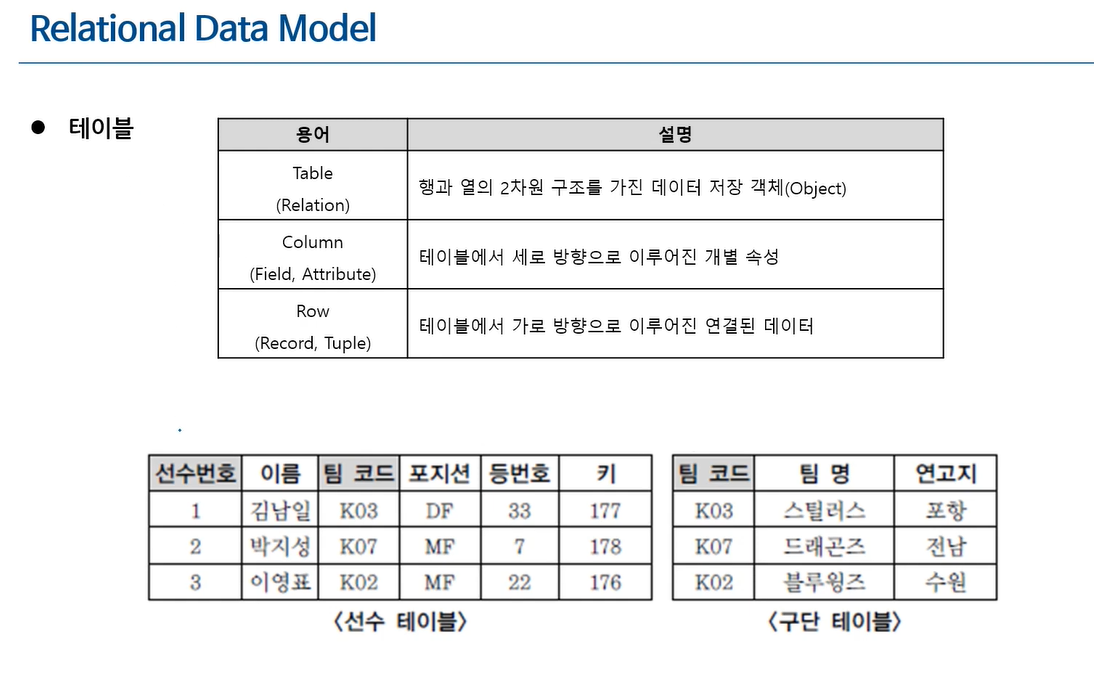 Relational Data Model
● 테이블
용어 설명
Table
(Relation)
행과 열의 2차원 구조를 가진 데이터 저장 객체(Object)
Column
(Field, Attribute)
테이블에서 세로 방향으로 이루어진 개별 속성
Row
(Record, Tuple)
테이블에서 가로 방향으로 이루어진 연결된 데이터
선수번호 이름 팀 코드 포지션 등번호 키
1 김남일 K03 DF 33 177
2 박지성 K07 MF 7 178
3 이영표 K02 MF 22 176
<선수 테이블>
팀 코드 팀 명 연고지
K03 스틸러스 포항
K07 드래곤즈 전남
K02 블루윙즈 수원
<구단 테이블>